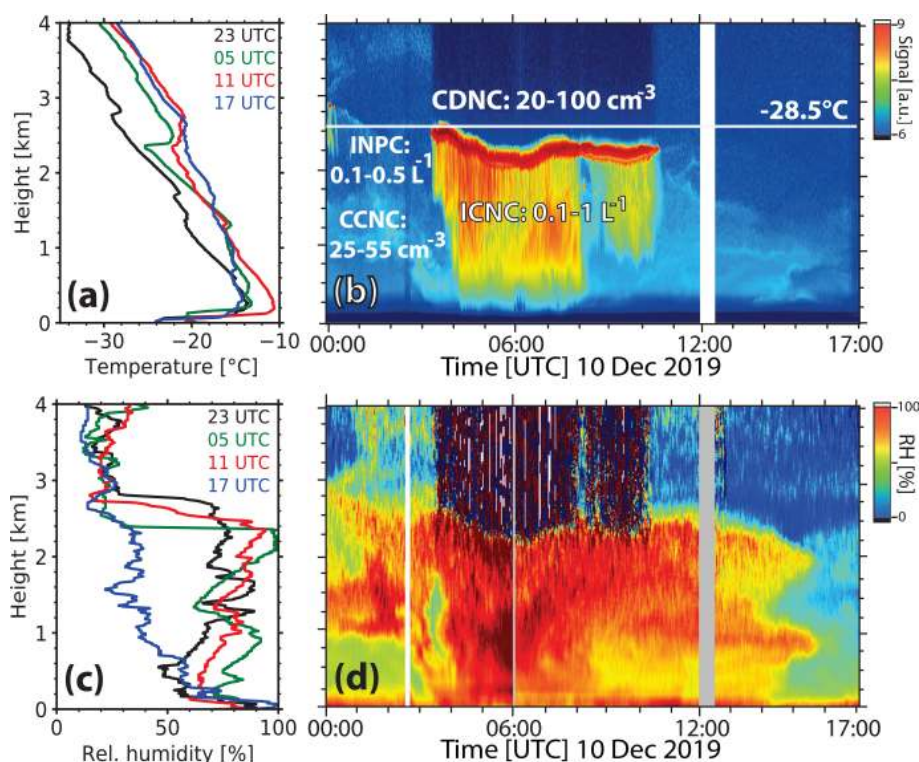 4
3
2
1
0
Height [km]
23 UTC
05 UTC
11 UTC
17 UTC
(a)
−30
−20
−10
Temperature [°C]
CDNC: 20-100 cm⁻³
-28.5°C
INPC:
0.1-0.5 L⁻¹
ICNC: 0.1-1 L⁻¹
CCNC:
25-55 cm⁻³
(b)
00:00
06:00
12:00
17:00
Time [UTC] 10 Dec 2019
9
6
Signal [a.u.]
4
3
2
1
0
Height [km]
23 UTC
05 UTC
11 UTC
17 UTC
(c)
0
50
100
Rel. humidity [%]
(d)
00:00
06:00
12:00
17:00
Time [UTC] 10 Dec 2019
100
0
RH [%]